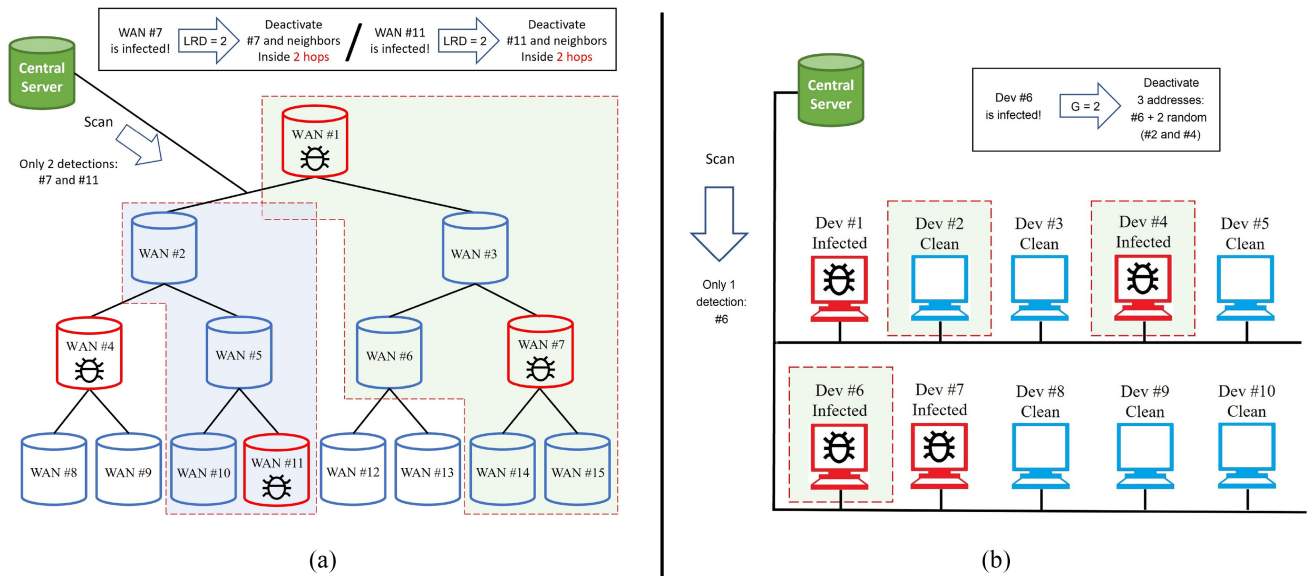 WAN #7
is infected!
LRD = 2
Deactivate
#7 and neighbors
Inside 2 hops
/
WAN #11
is infected!
LRD = 2
Deactivate
#11 and neighbors
Inside 2 hops
Central
Server
Scan
Only 2 detections:
#7 and #11
WAN #1
WAN #2
WAN #3
WAN #4
WAN #5
WAN #6
WAN #7
WAN #8
WAN #9
WAN #10
WAN #11
WAN #12
WAN #13
WAN #14
WAN #15
(a)
Central
Server
Dev #6
is infected!
G = 2
Deactivate
3 addresses:
#6 + 2 random
(#2 and #4)
Scan
Only 1
detection:
#6
Dev #1
Infected
Dev #2
Clean
Dev #3
Clean
Dev #4
Infected
Dev #5
Clean
Dev #6
Infected
Dev #7
Infected
Dev #8
Clean
Dev #9
Clean
Dev #10
Clean
(b)